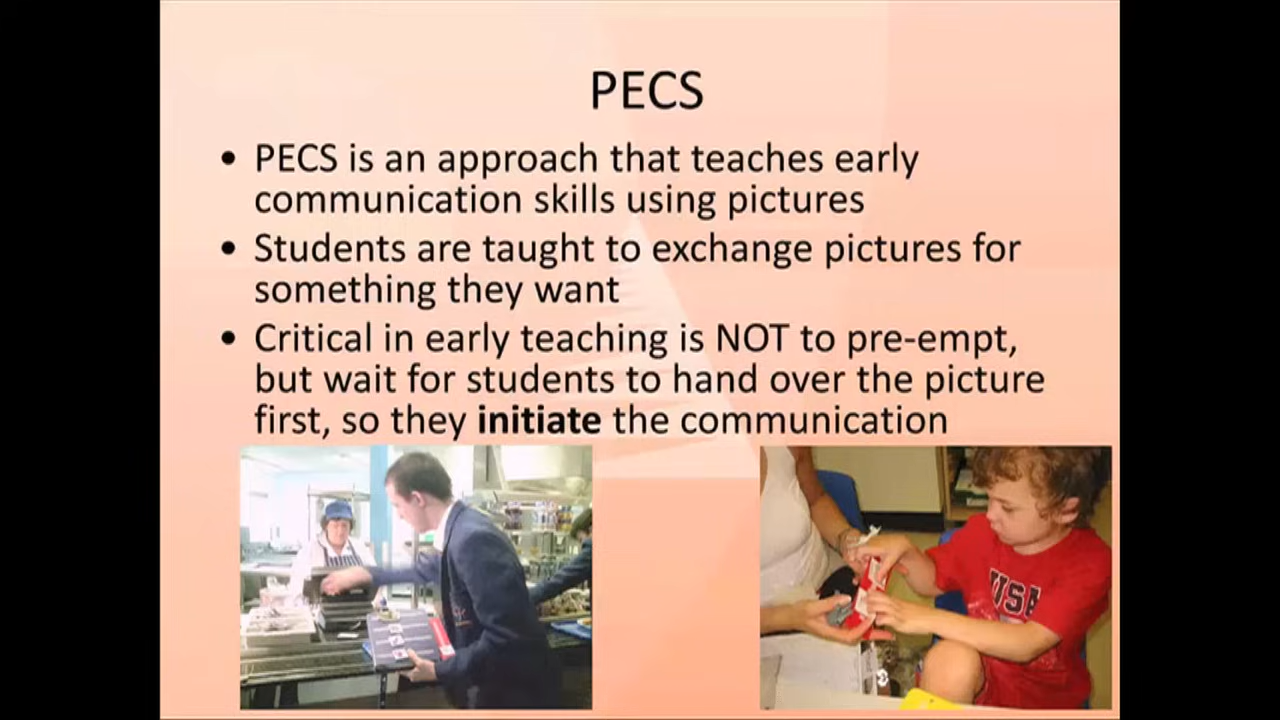 PECS
• PECS is an approach that teaches early
communication skills using pictures
• Students are taught to exchange pictures for
something they want
• Critical in early teaching is NOT to pre-empt,
but wait for students to hand over the picture
first, so they initiate the communication
USA